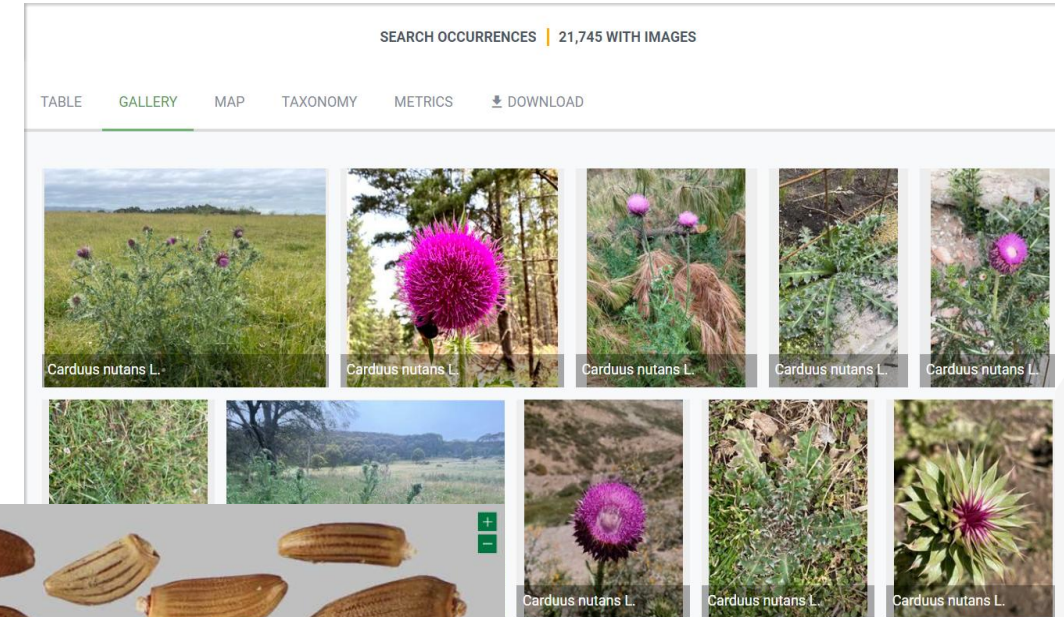 SEARCH OCCURRENCES | 21,745 WITH IMAGES
TABLE GALLERY MAP TAXONOMY METRICS DOWNLOAD
Carduus nutans L. Carduus nutans L. Carduus nutans L. Carduus nutans L. Carduus nutans L.
+
−
Carduus nutans L. Carduus nutans L. Carduus nutans L.